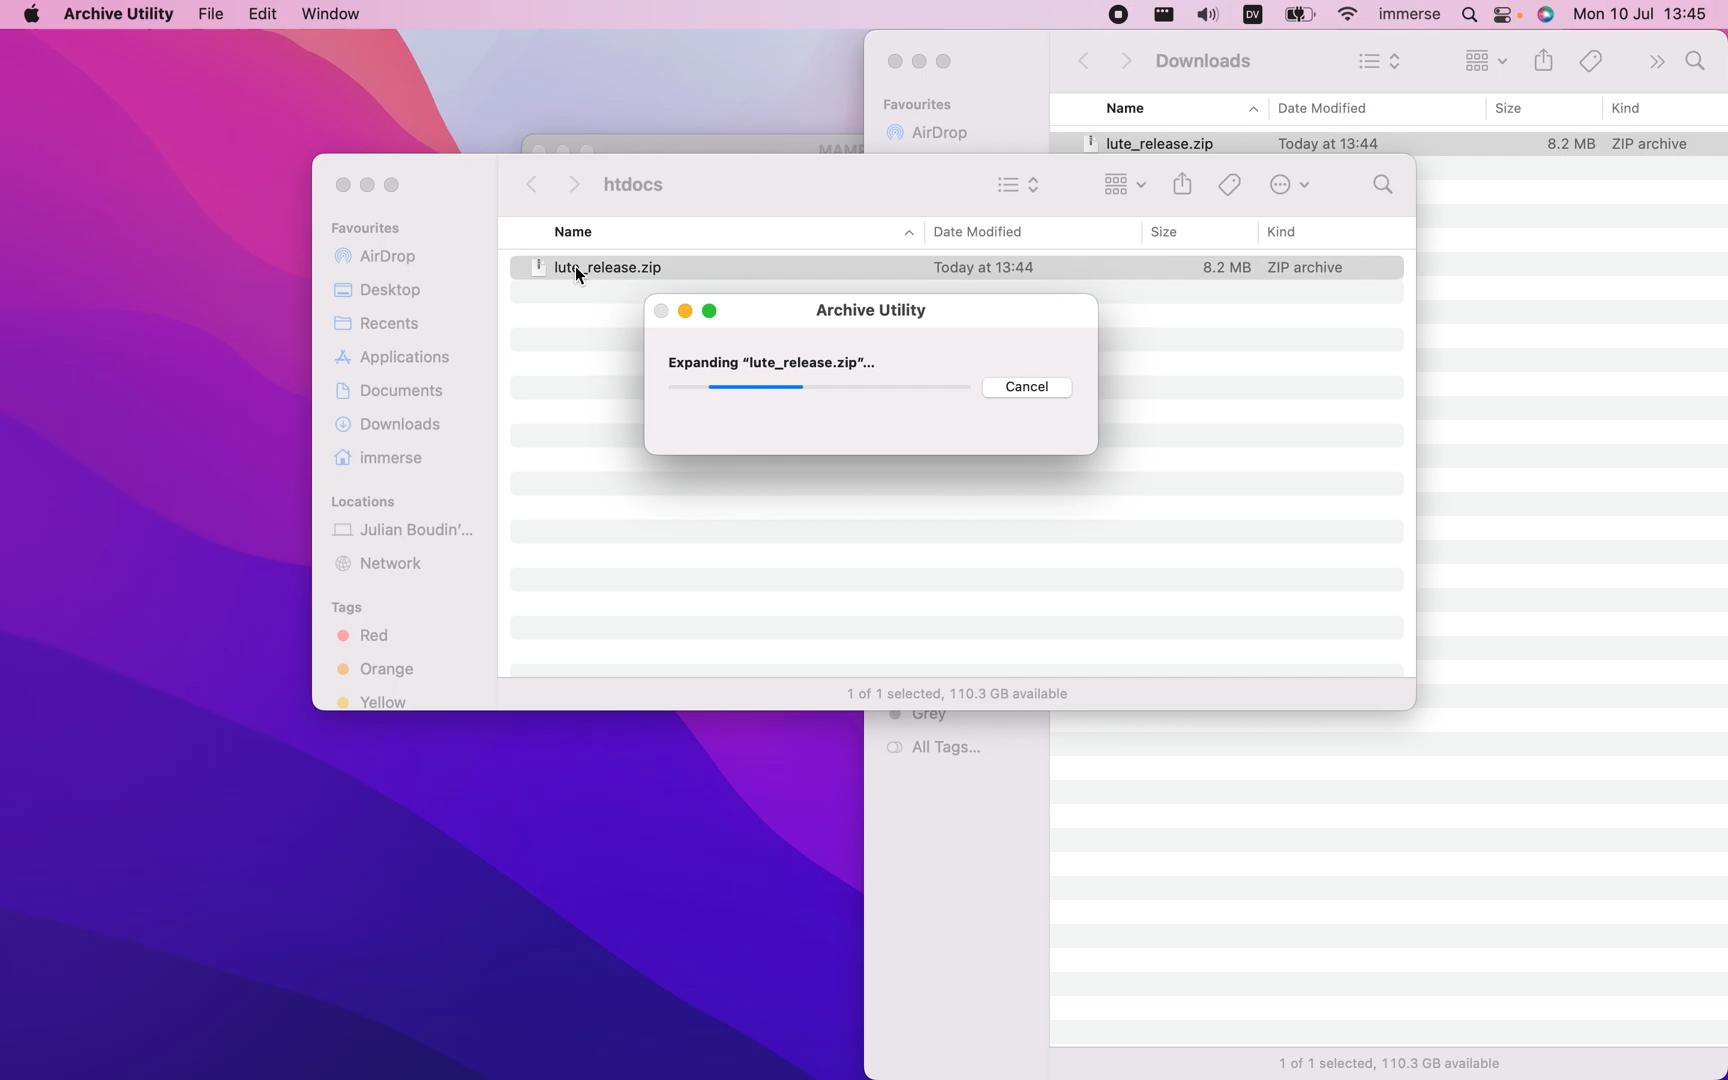 Archive Utility File Edit Window DV immerse Mon 10 Jul 13:45
Downloads
Favourites
AirDrop
Name Date Modified Size Kind
lute_release.zip Today at 13:44 8.2 MB ZIP archive
MAMP
htdocs
Favourites
AirDrop
Desktop
Recents
Applications
Documents
Downloads
immerse
Locations
Julian Boudin’...
Network
Tags
Red
Orange
Yellow
Name Date Modified Size Kind
lute_release.zip Today at 13:44 8.2 MB ZIP archive
Archive Utility
Expanding “lute_release.zip”...
Cancel
1 of 1 selected, 110.3 GB available
Grey
All Tags...
1 of 1 selected, 110.3 GB available